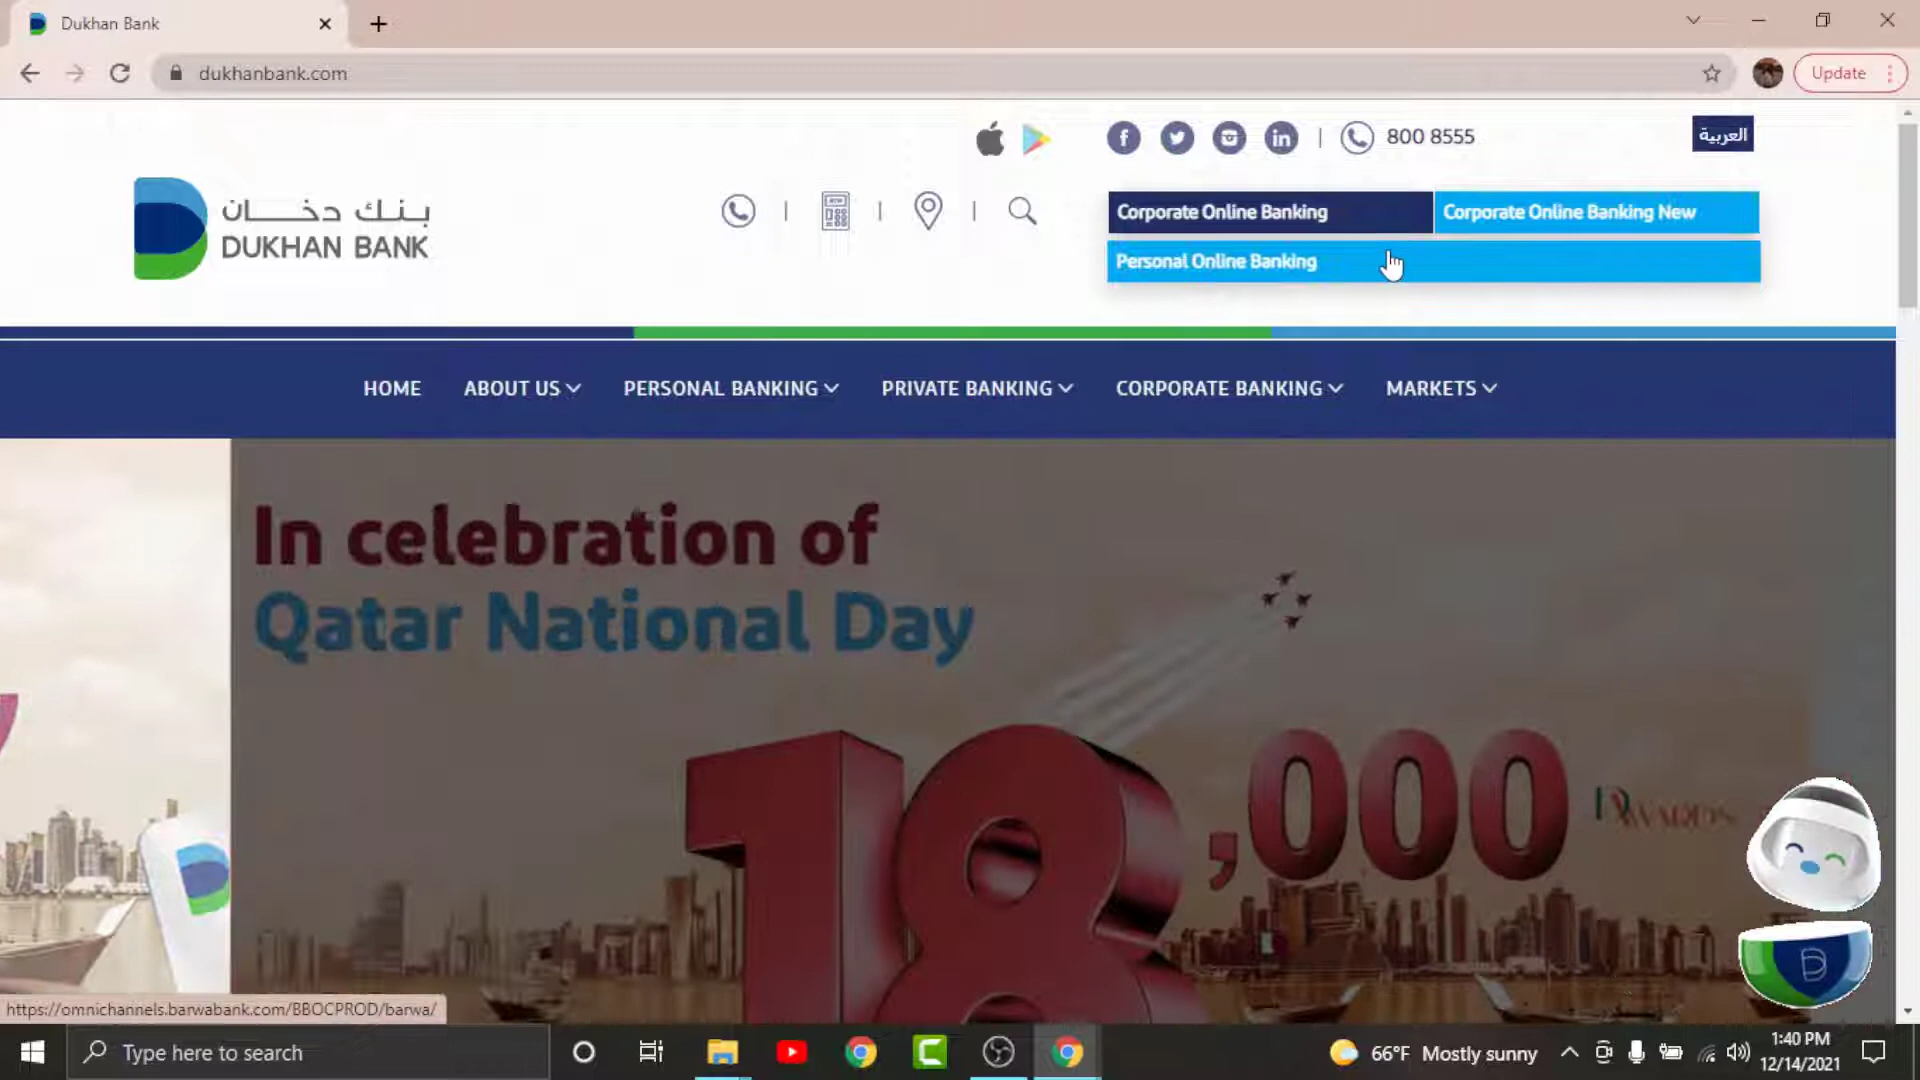 Dukhan Bank
dukhanbank.com
Update
800 8555
العربية
بنك دخان
DUKHAN BANK
Corporate Online Banking
Corporate Online Banking New
Personal Online Banking
HOME
ABOUT US
PERSONAL BANKING
PRIVATE BANKING
CORPORATE BANKING
MARKETS
In celebration of
Qatar National Day
18,000
https://omnichannels.barwabank.com/BBOCPROD/barwa/
Type here to search
66°F Mostly sunny
1:40 PM
12/14/2021